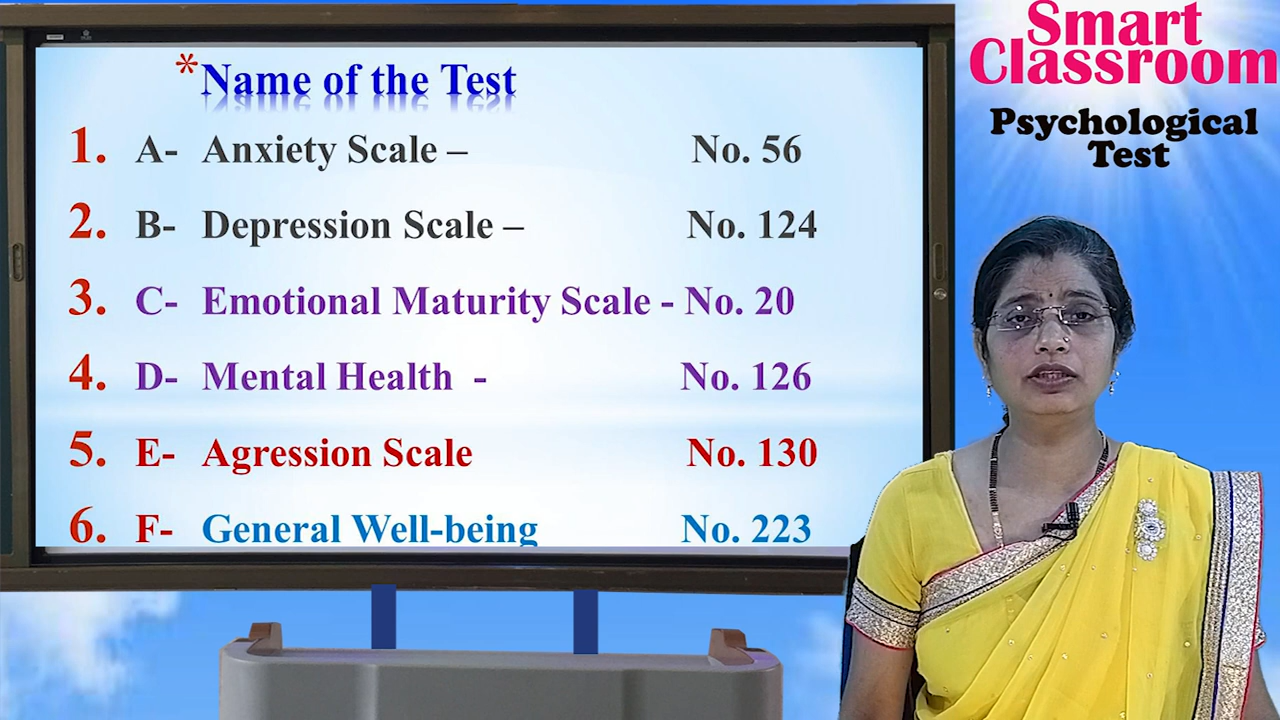 Smart
Classroom
Psychological
Test
*Name of the Test
1. A- Anxiety Scale – No. 56
2. B- Depression Scale – No. 124
3. C- Emotional Maturity Scale - No. 20
4. D- Mental Health - No. 126
5. E- Agression Scale No. 130
6. F- General Well-being No. 223